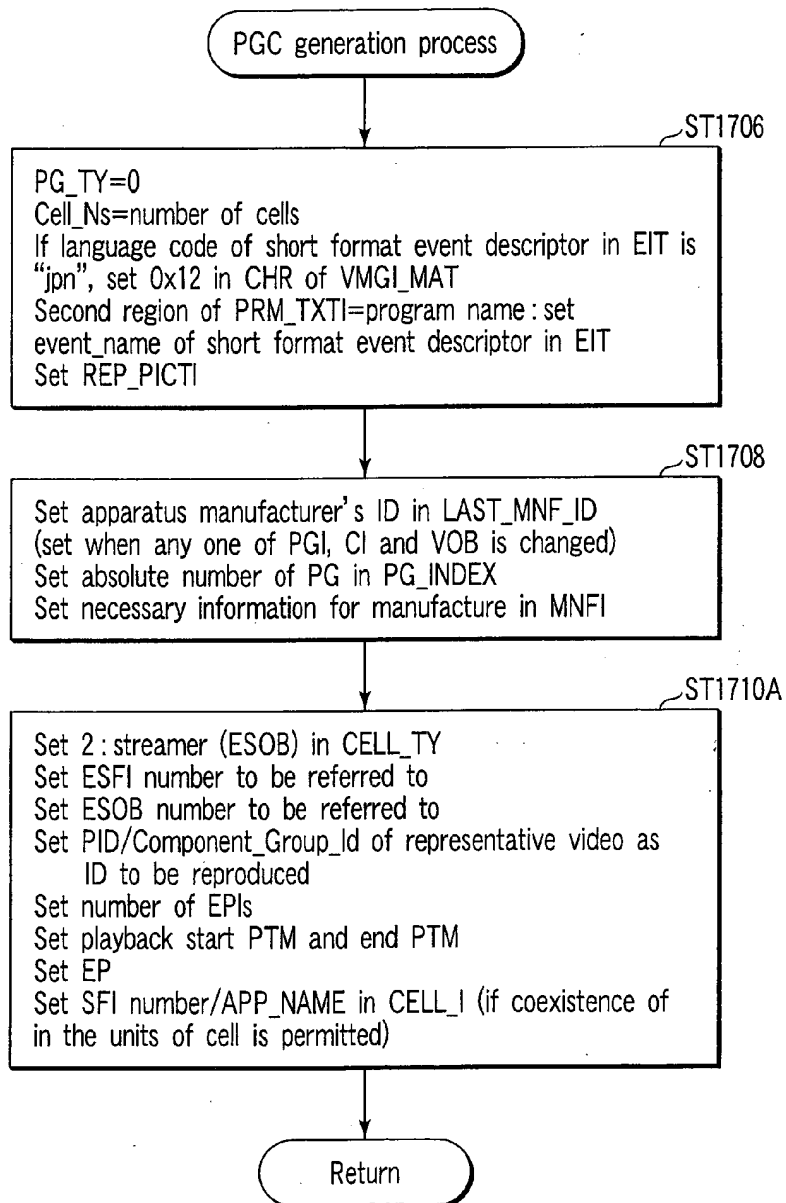 PGC generation process
ST1706
PG_TY=0
Cell_Ns=number of cells
If language code of short format event descriptor in EIT is
“jpn”, set 0x12 in CHR of VMGI_MAT
Second region of PRM_TXTI=program name : set
event_name of short format event descriptor in EIT
Set REP_PICTI
ST1708
Set apparatus manufacturer's ID in LAST_MNF_ID
(set when any one of PGI, CI and VOB is changed)
Set absolute number of PG in PG_INDEX
Set necessary information for manufacture in MNFI
ST1710A
Set 2 : streamer (ESOB) in CELL_TY
Set ESFI number to be referred to
Set ESOB number to be referred to
Set PID/Component_Group_Id of representative video as
ID to be reproduced
Set number of EPIs
Set playback start PTM and end PTM
Set EP
Set SFI number/APP_NAME in CELL_I (if coexistence of
in the units of cell is permitted)
Return